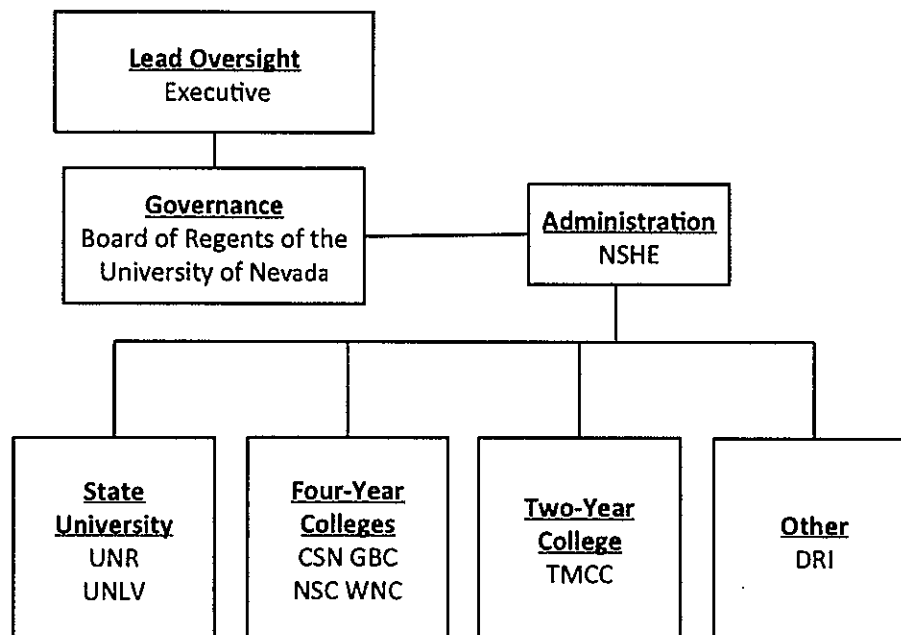 Lead Oversight
Executive
Governance
Board of Regents of the
University of Nevada
Administration
NSHE
State
University
UNR
UNLV
Four-Year
Colleges
CSN GBC
NSC WNC
Two-Year
College
TMCC
Other
DRI